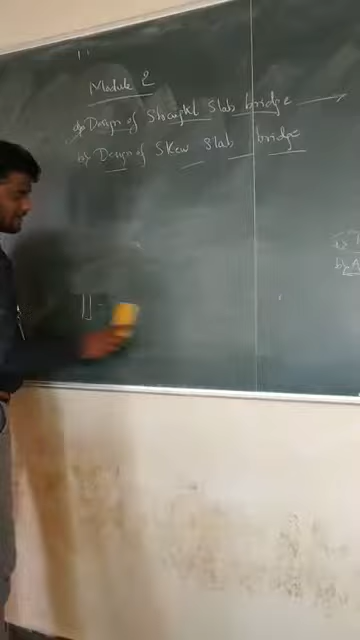 Module 2
a) Design of Straight Slab bridge
b) Design of Skew Slab bridge
b) A